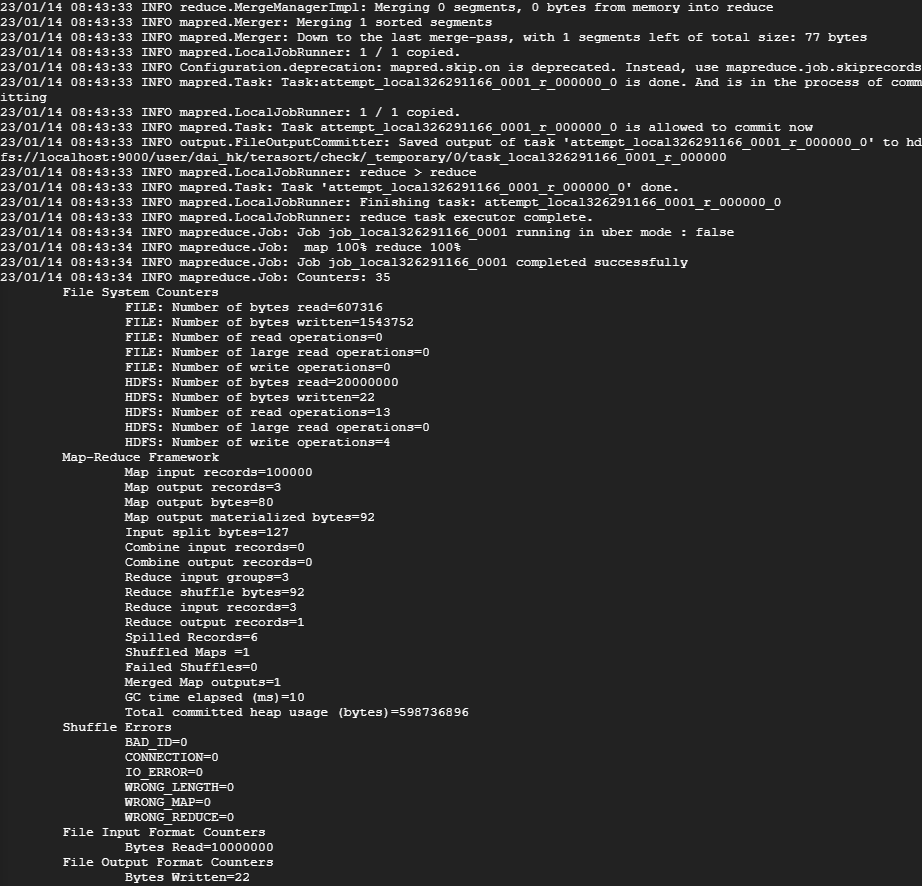 23/01/14 08:43:33 INFO reduce.MergeManagerImpl: Merging 0 segments, 0 bytes from memory into reduce
23/01/14 08:43:33 INFO mapred.Merger: Merging 1 sorted segments
23/01/14 08:43:33 INFO mapred.Merger: Down to the last merge-pass, with 1 segments left of total size: 77 bytes
23/01/14 08:43:33 INFO mapred.LocalJobRunner: 1 / 1 copied.
23/01/14 08:43:33 INFO Configuration.deprecation: mapred.skip.on is deprecated. Instead, use mapreduce.job.skiprecords
23/01/14 08:43:33 INFO mapred.Task: Task:attempt_local326291166_0001_r_000000_0 is done. And is in the process of comm
itting
23/01/14 08:43:33 INFO mapred.LocalJobRunner: 1 / 1 copied.
23/01/14 08:43:33 INFO mapred.Task: Task attempt_local326291166_0001_r_000000_0 is allowed to commit now
23/01/14 08:43:33 INFO output.FileOutputCommitter: Saved output of task 'attempt_local326291166_0001_r_000000_0' to hd
fs://localhost:9000/user/dai_hk/terasort/check/_temporary/0/task_local326291166_0001_r_000000
23/01/14 08:43:33 INFO mapred.LocalJobRunner: reduce > reduce
23/01/14 08:43:33 INFO mapred.Task: Task 'attempt_local326291166_0001_r_000000_0' done.
23/01/14 08:43:33 INFO mapred.LocalJobRunner: Finishing task: attempt_local326291166_0001_r_000000_0
23/01/14 08:43:33 INFO mapred.LocalJobRunner: reduce task executor complete.
23/01/14 08:43:34 INFO mapreduce.Job: Job job_local326291166_0001 running in uber mode : false
23/01/14 08:43:34 INFO mapreduce.Job:  map 100% reduce 100%
23/01/14 08:43:34 INFO mapreduce.Job: Job job_local326291166_0001 completed successfully
23/01/14 08:43:34 INFO mapreduce.Job: Counters: 35
File System Counters
FILE: Number of bytes read=607316
FILE: Number of bytes written=1543752
FILE: Number of read operations=0
FILE: Number of large read operations=0
FILE: Number of write operations=0
HDFS: Number of bytes read=20000000
HDFS: Number of bytes written=22
HDFS: Number of read operations=13
HDFS: Number of large read operations=0
HDFS: Number of write operations=4
Map-Reduce Framework
Map input records=100000
Map output records=3
Map output bytes=80
Map output materialized bytes=92
Input split bytes=127
Combine input records=0
Combine output records=0
Reduce input groups=3
Reduce shuffle bytes=92
Reduce input records=3
Reduce output records=1
Spilled Records=6
Shuffled Maps =1
Failed Shuffles=0
Merged Map outputs=1
GC time elapsed (ms)=10
Total committed heap usage (bytes)=598736896
Shuffle Errors
BAD_ID=0
CONNECTION=0
IO_ERROR=0
WRONG_LENGTH=0
WRONG_MAP=0
WRONG_REDUCE=0
File Input Format Counters
Bytes Read=10000000
File Output Format Counters
Bytes Written=22